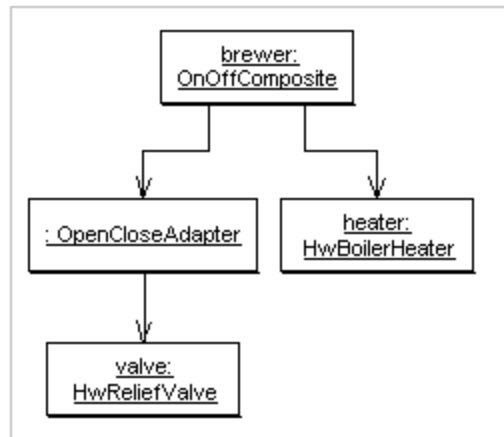 brewer:
OnOffComposite
: OpenCloseAdapter
heater:
HwBoilerHeater
valve:
HwReliefValve